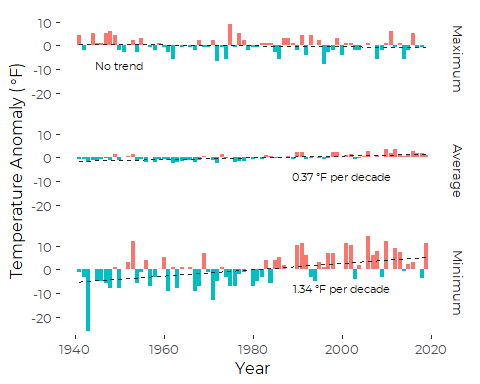 10
0
-10
-20
No trend
Maximum
10
0
-10
-20
0.37 °F per decade
Average
10
0
-10
-20
1.34 °F per decade
Minimum
Temperature Anomaly (°F)
1940
1960
1980
2000
2020
Year